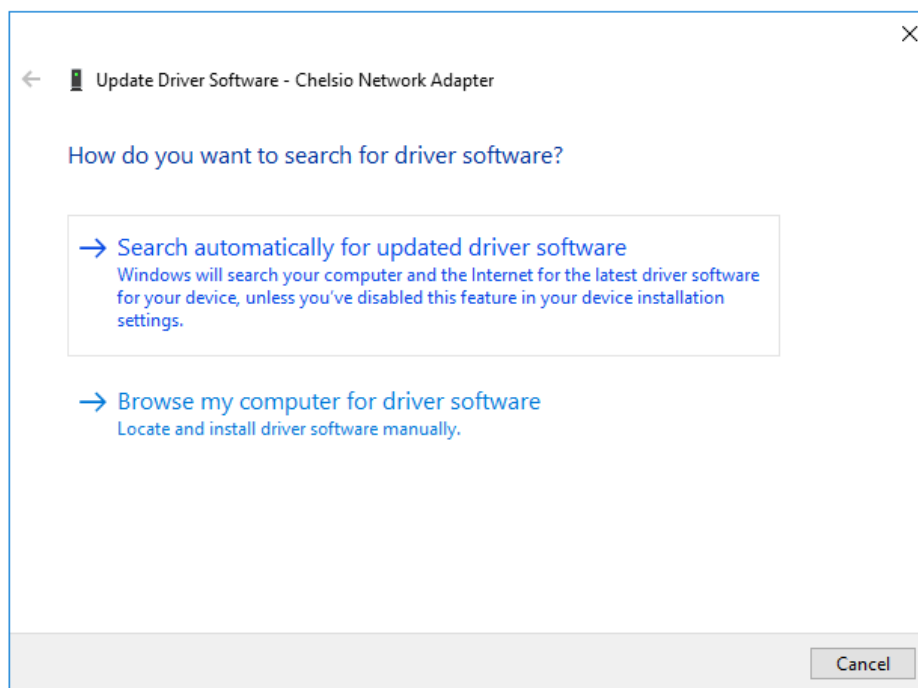 Update Driver Software - Chelsio Network Adapter
How do you want to search for driver software?
Search automatically for updated driver software
Windows will search your computer and the Internet for the latest driver software
for your device, unless you've disabled this feature in your device installation
settings.
Browse my computer for driver software
Locate and install driver software manually.
Cancel